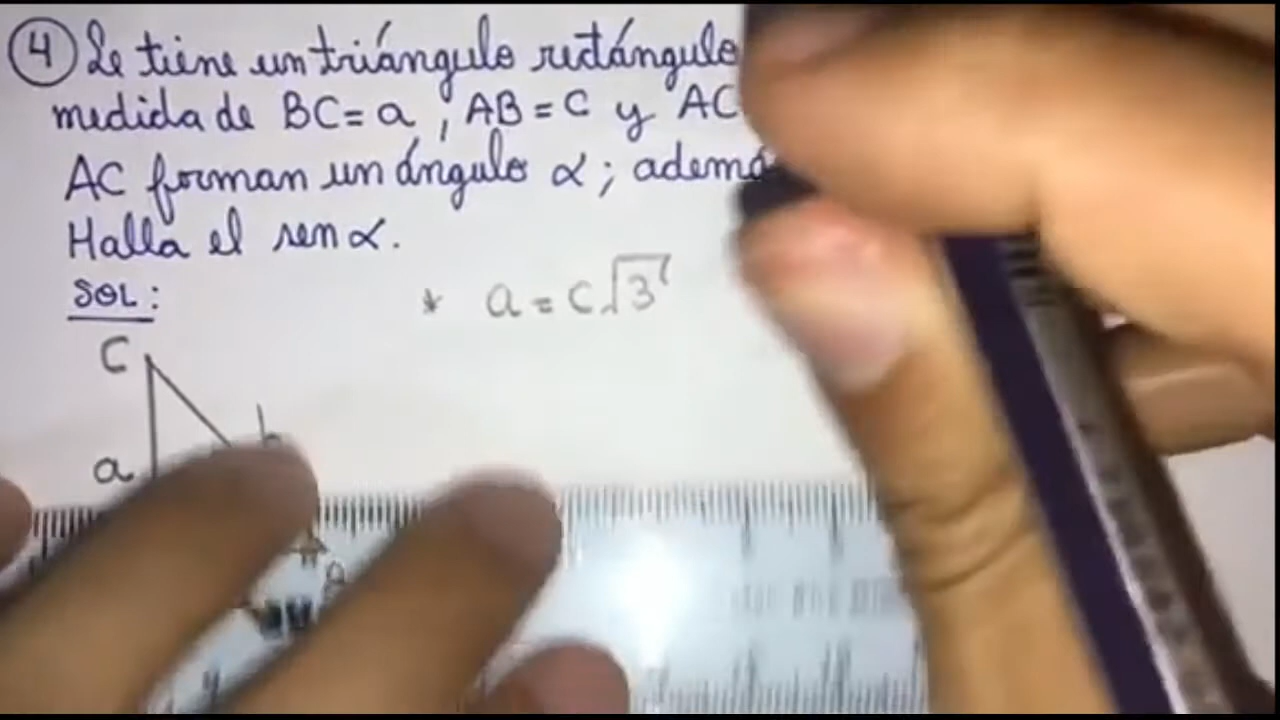 4 Se tiene un triángulo rectángulo
medida de BC = a , AB = c y AC
AC forman un ángulo α ; ademá
Halla el sen α.
SOL:
* a = c√3
C
b
a